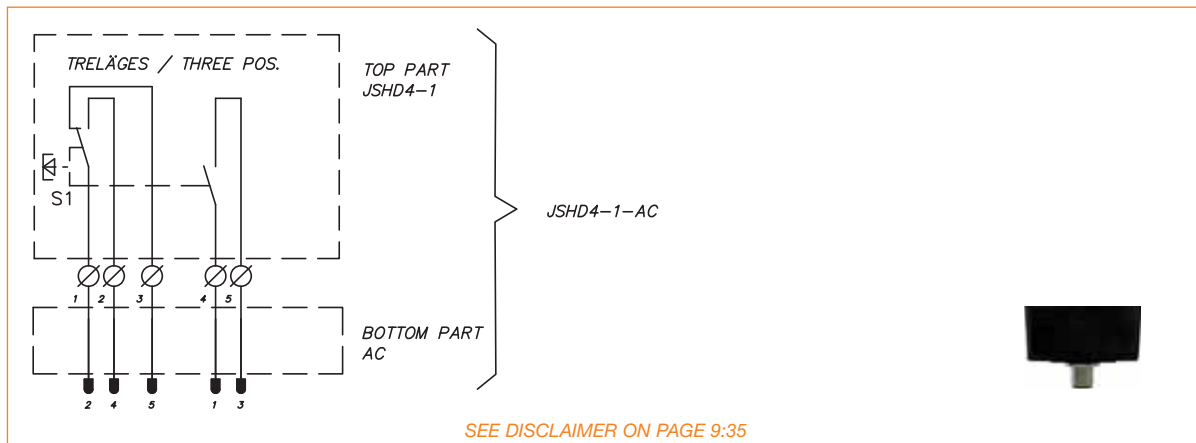 TRELÄGES / THREE POS.
TOP PART
JSHD4-1
S1
JSHD4-1-AC
1 2 3 4 5
BOTTOM PART
AC
2 4 5 1 3
SEE DISCLAIMER ON PAGE 9:35